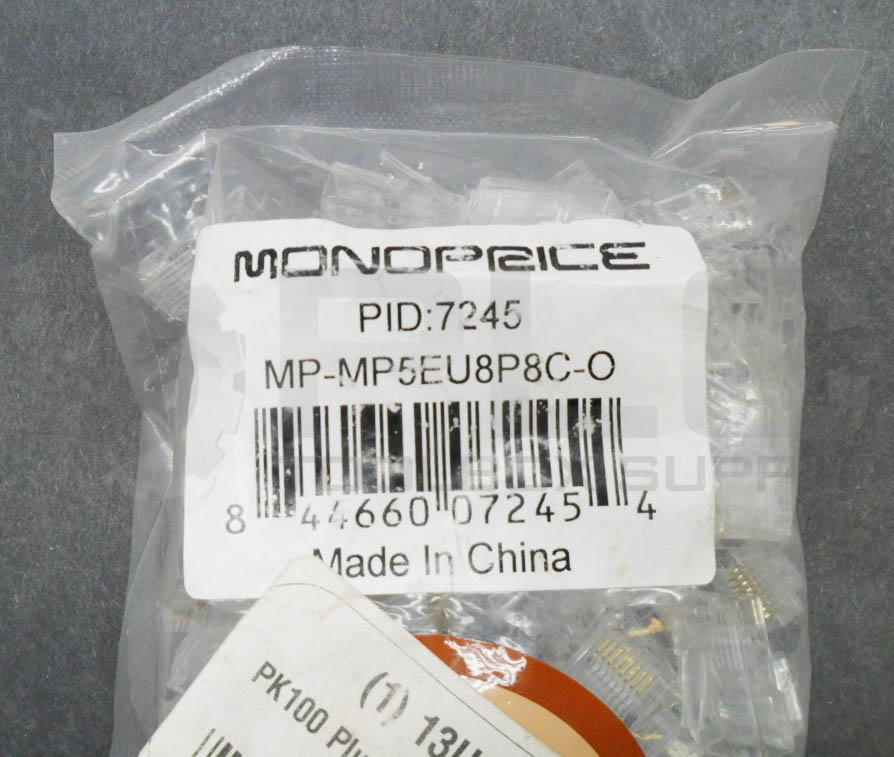 MONOPRICE
PID:7245
MP-MP5EU8P8C-O
8 44660 07245 4
Made In China
(1)
PK100